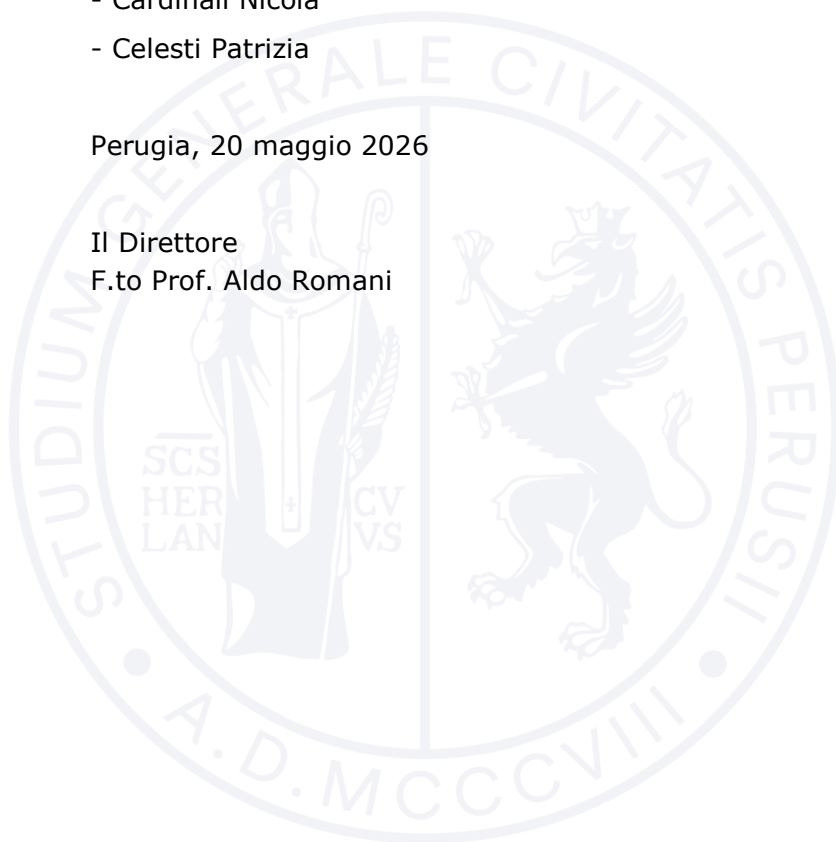 - Cardinali Nicola
- Celesti Patrizia
Perugia, 20 maggio 2026
Il Direttore
F.to Prof. Aldo Romani
STUDIUM GENERALE CIVITATIS PERUSII
SCS
HER CV
LAN VS
• A.D. MCCCVIII •